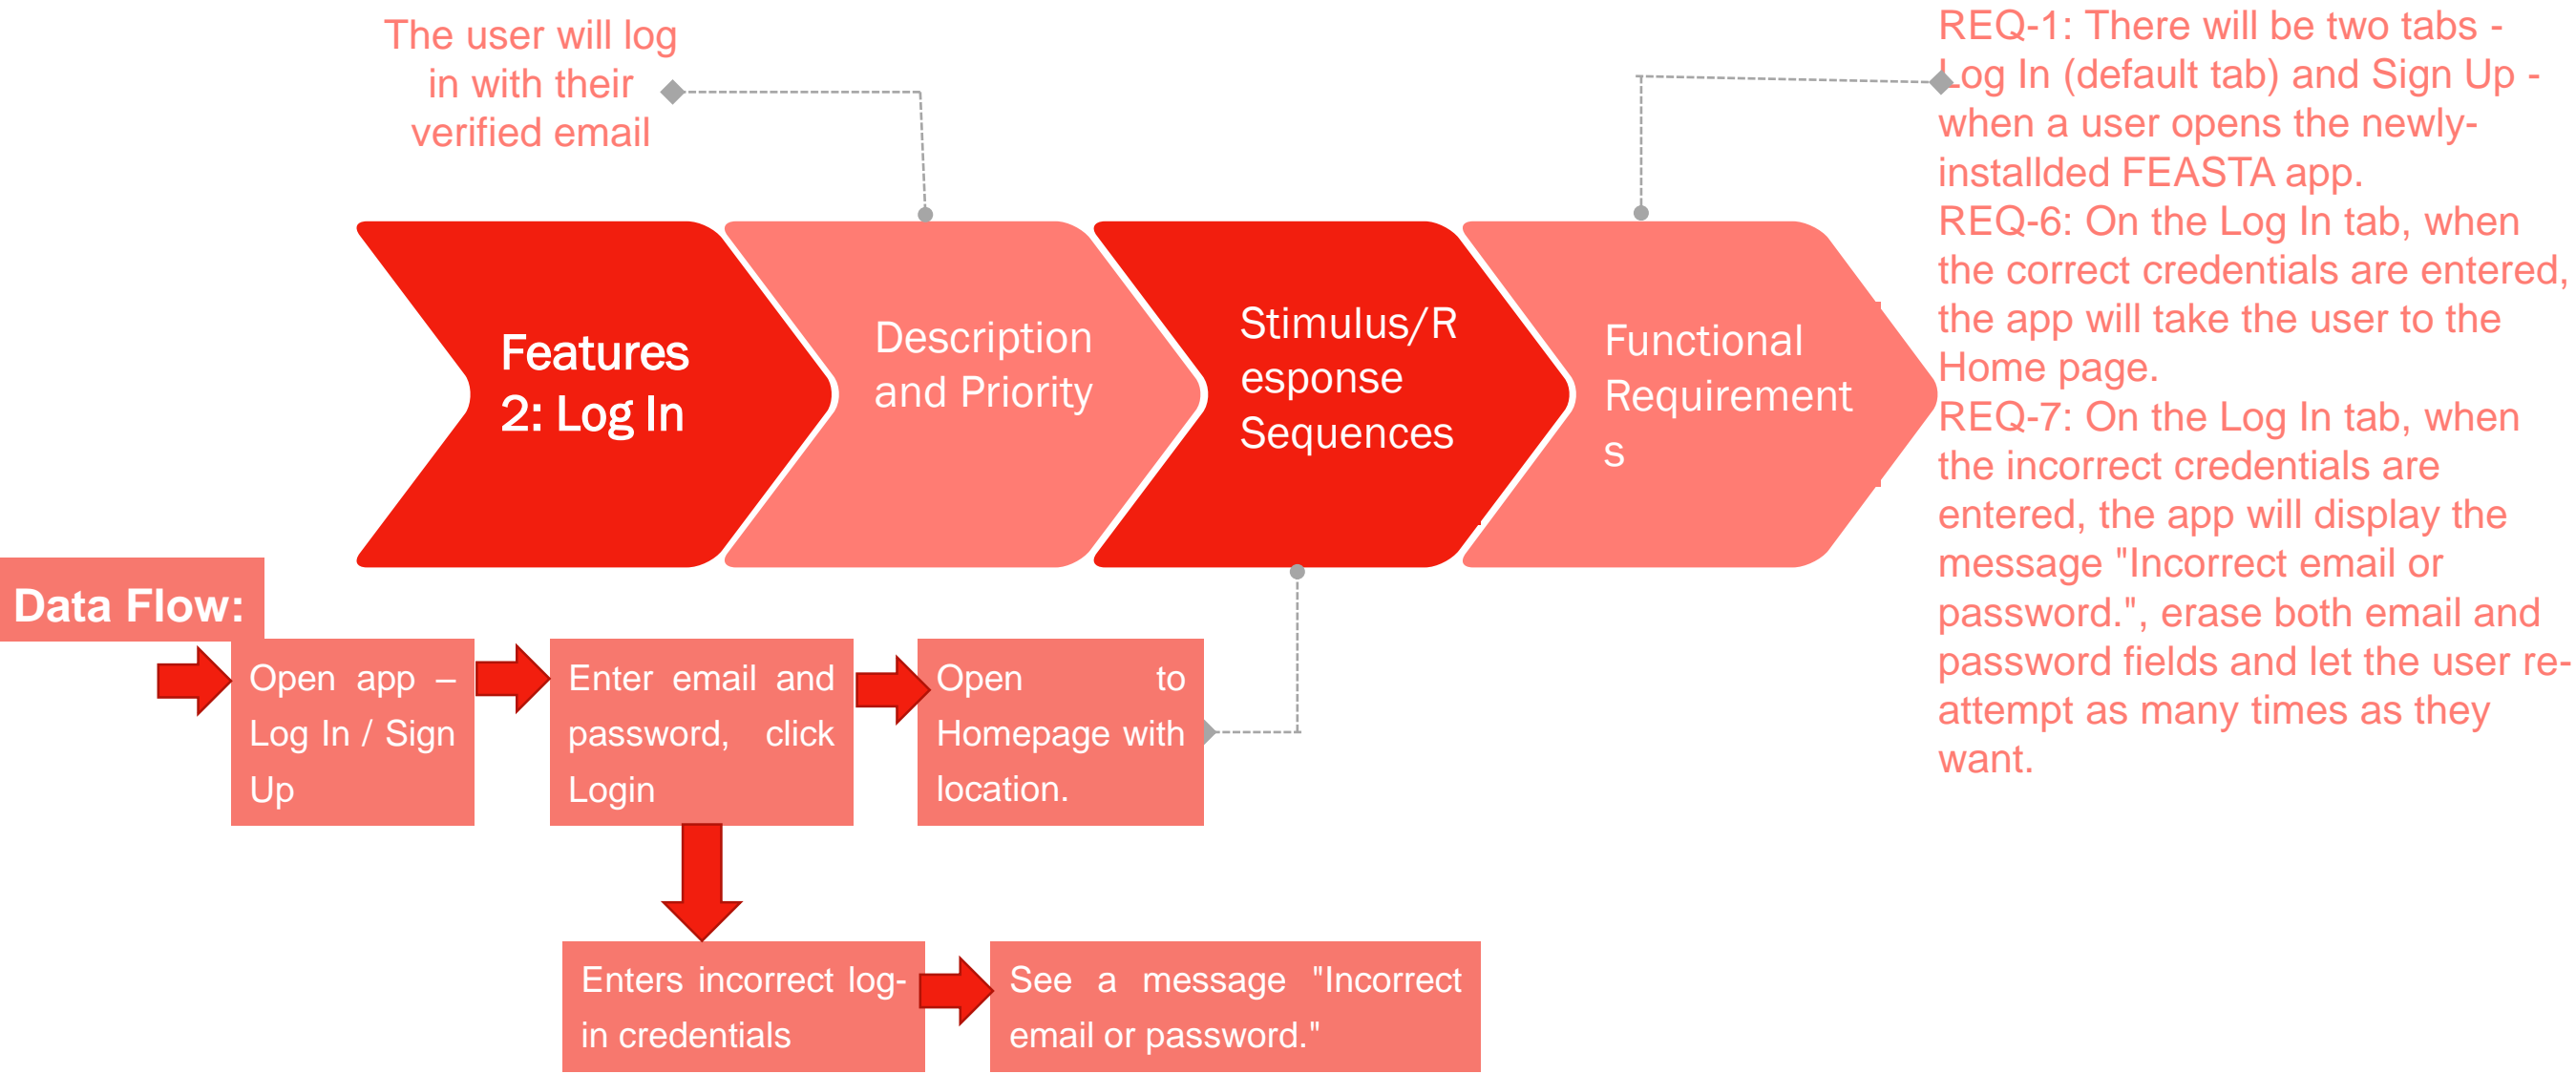 The user will log
in with their
verified email
REQ-1: There will be two tabs -
Log In (default tab) and Sign Up -
when a user opens the newly-
installded FEASTA app.
REQ-6: On the Log In tab, when
the correct credentials are entered,
the app will take the user to the
Home page.
REQ-7: On the Log In tab, when
the incorrect credentials are
entered, the app will display the
message "Incorrect email or
password.", erase both email and
password fields and let the user re-
attempt as many times as they
want.
Features
2: Log In
Description
and Priority
Stimulus/R
esponse
Sequences
Functional
Requirement
s
Data Flow:
Open app –
Log In / Sign
Up
Enter email and
password, click
Login
Open to
Homepage with
location.
Enters incorrect log-
in credentials
See a message "Incorrect
email or password."